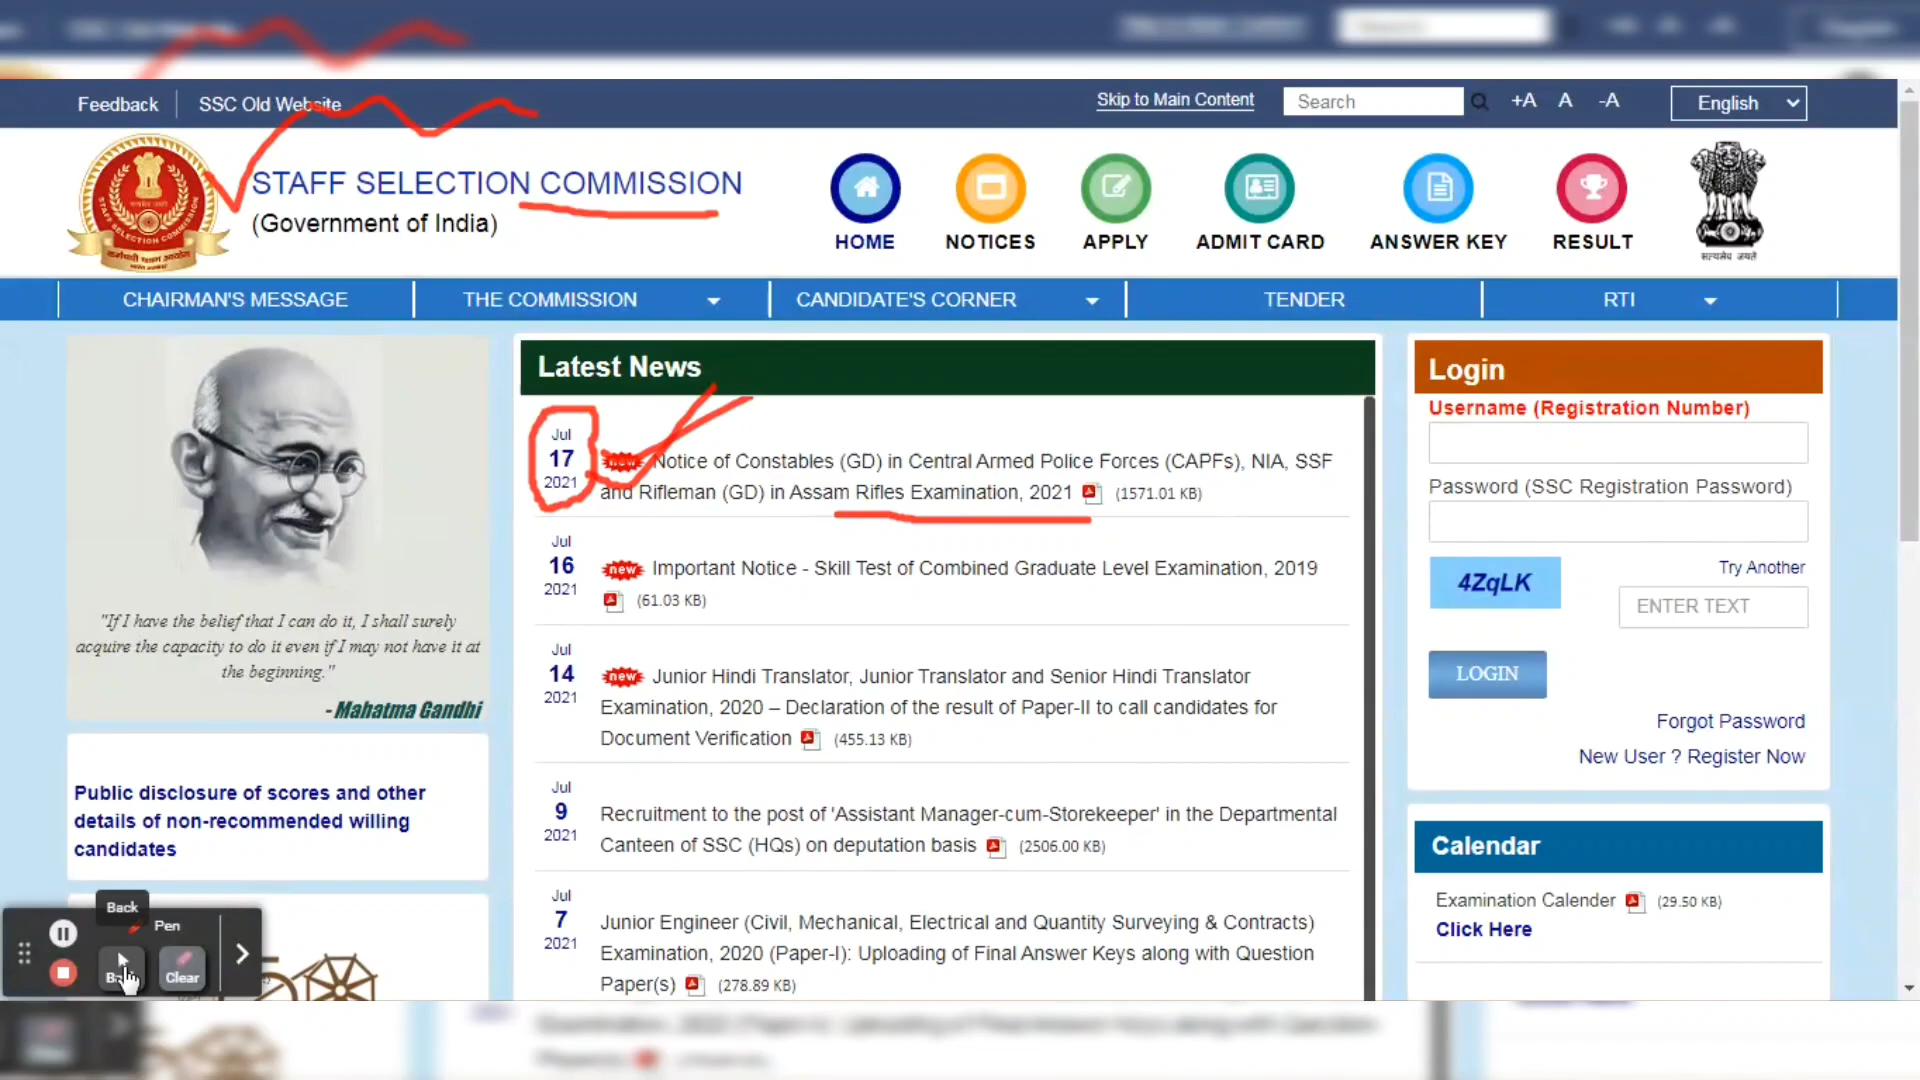 Feedback
SSC Old Website
Skip to Main Content
Search
+A A -A
English
STAFF SELECTION COMMISSION
(Government of India)
HOME
NOTICES
APPLY
ADMIT CARD
ANSWER KEY
RESULT
सत्यमेव जयते
STAFF SELECTION COMMISSION
CHAIRMAN'S MESSAGE
THE COMMISSION
CANDIDATE'S CORNER
TENDER
RTI
"If I have the belief that I can do it, I shall surely
acquire the capacity to do it even if I may not have it at
the beginning."
- Mahatma Gandhi
Public disclosure of scores and other
details of non-recommended willing
candidates
Latest News
Jul
17
2021
new Notice of Constables (GD) in Central Armed Police Forces (CAPFs), NIA, SSF
and Rifleman (GD) in Assam Rifles Examination, 2021 (1571.01 KB)
Jul
16
2021
new Important Notice - Skill Test of Combined Graduate Level Examination, 2019
(61.03 KB)
Jul
14
2021
new Junior Hindi Translator, Junior Translator and Senior Hindi Translator
Examination, 2020 – Declaration of the result of Paper-II to call candidates for
Document Verification (455.13 KB)
Jul
9
2021
Recruitment to the post of 'Assistant Manager-cum-Storekeeper' in the Departmental
Canteen of SSC (HQs) on deputation basis (2506.00 KB)
Jul
7
2021
Junior Engineer (Civil, Mechanical, Electrical and Quantity Surveying & Contracts)
Examination, 2020 (Paper-I): Uploading of Final Answer Keys along with Question
Paper(s) (278.89 KB)
Login
Username (Registration Number)
Password (SSC Registration Password)
4ZqLK
Try Another
ENTER TEXT
LOGIN
Forgot Password
New User ? Register Now
Calendar
Examination Calender (29.50 KB)
Click Here
Back
Pen
Clear